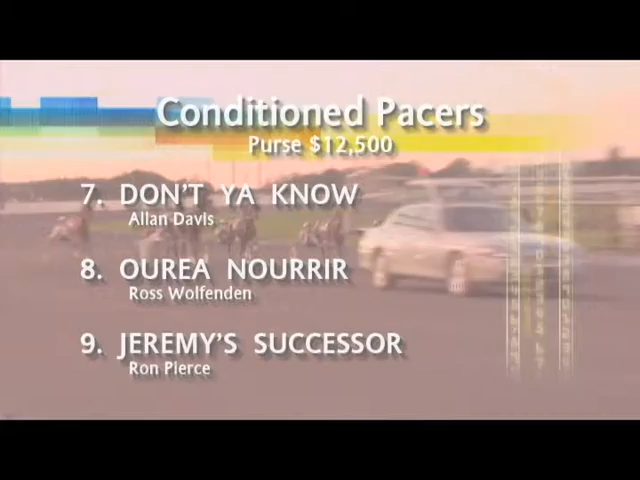 Conditioned Pacers
Purse $12,500
7. DON'T YA KNOW
Allan Davis
8. OUREA NOURRIR
Ross Wolfenden
9. JEREMY'S SUCCESSOR
Ron Pierce